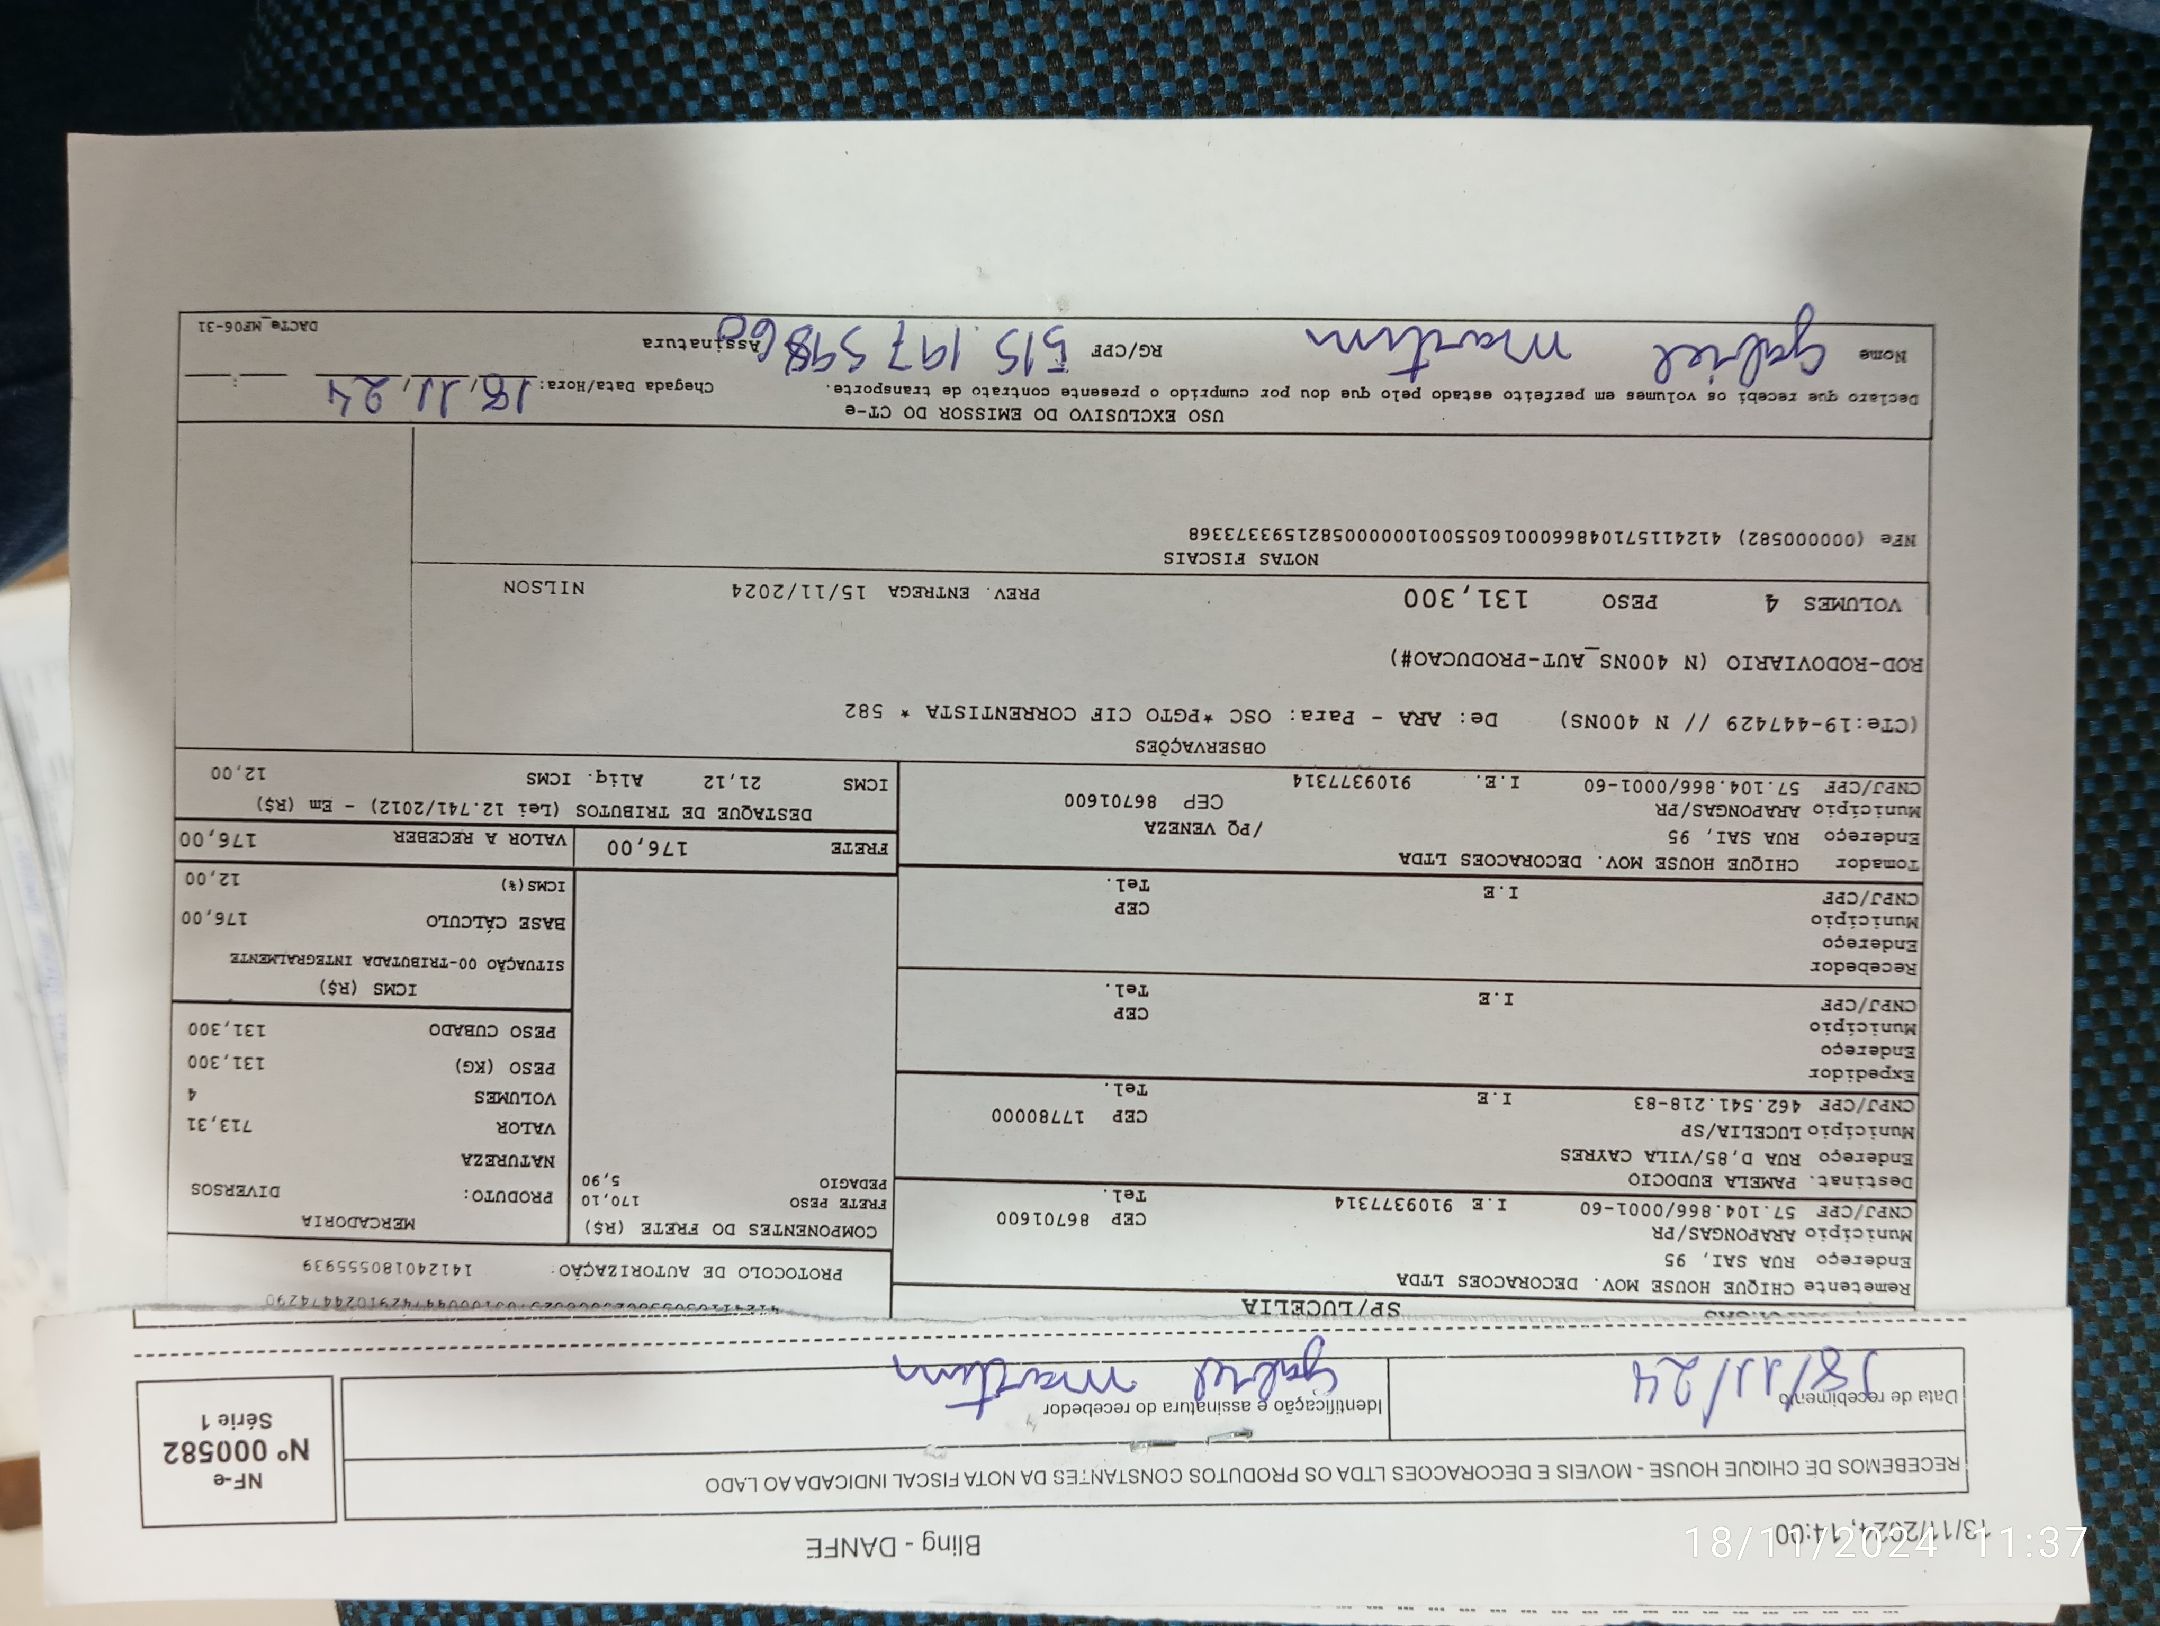 13/11/2024, 14:00
Bling - DANFE
RECEBEMOS DE CHIQUE HOUSE - MOVEIS E DECORACOES LTDA OS PRODUTOS CONSTANTES DA NOTA FISCAL INDICADA AO LADO
NF-e
Nº 000582
Série 1
Data de recebimento
18/11/24
Identificação e assinatura do recebedor
Gabriel Martim
SP/LUCELIA
PROTOCOLO DE AUTORIZAÇÃO: 141240180555939
Remetente CHIQUE HOUSE MOV. DECORACOES LTDA
Endereço RUA SAI, 95
Município ARAPONGAS/PR CEP 86701600
CNPJ/CPF 57.104.866/0001-60 I.E 9109377314 Tel.
Destinat. PAMELA EUDOCIO
Endereço RUA D,85/VILA CAYRES
Município LUCELIA/SP CEP 17780000
CNPJ/CPF 462.541.218-83 I.E Tel.
Expedidor
Endereço
Município CEP
CNPJ/CPF I.E Tel.
Recebedor
Endereço
Município CEP
CNPJ/CPF I.E Tel.
Tomador CHIQUE HOUSE MOV. DECORACOES LTDA
Endereço RUA SAI, 95 /PQ VENEZA
Município ARAPONGAS/PR CEP 86701600
CNPJ/CPF 57.104.866/0001-60 I.E. 9109377314
COMPONENTES DO FRETE (R$)
FRETE PESO 170,10
PEDAGIO 5,90
MERCADORIA
PRODUTO: DIVERSOS
NATUREZA
VALOR 713,31
VOLUMES 4
PESO (KG) 131,300
PESO CUBADO 131,300
ICMS (R$)
SITUAÇÃO 00-TRIBUTADA INTEGRALMENTE
BASE CÁLCULO 176,00
ICMS(%) 12,00
FRETE 176,00 VALOR A RECEBER 176,00
DESTAQUE DE TRIBUTOS (Lei 12.741/2012) - Em (R$)
ICMS 21,12 Aliq. ICMS 12,00
OBSERVAÇÕES
(CTe:19-447429 // N 400NS) De: ARA - Para: OSC *PGTO CIF CORRENTISTA * 582
ROD-RODOVIARIO (N 400NS_AUT-PRODUCAO#)
VOLUMES 4 PESO 131,300 PREV. ENTREGA 15/11/2024 NILSON
NOTAS FISCAIS
NFe (000000582) 41241157104866000160550010000005821593373368
USO EXCLUSIVO DO EMISSOR DO CT-e
Declaro que recebi os volumes em perfeito estado pelo que dou por cumprido o presente contrato de transporte.
Chegada Data/Hora: 18, 11, 24 __:__
Nome Gabriel Martim RG/CPF 515 197 598 60 Assinatura
DACTe_MF06-31
18/11/2024 11:37